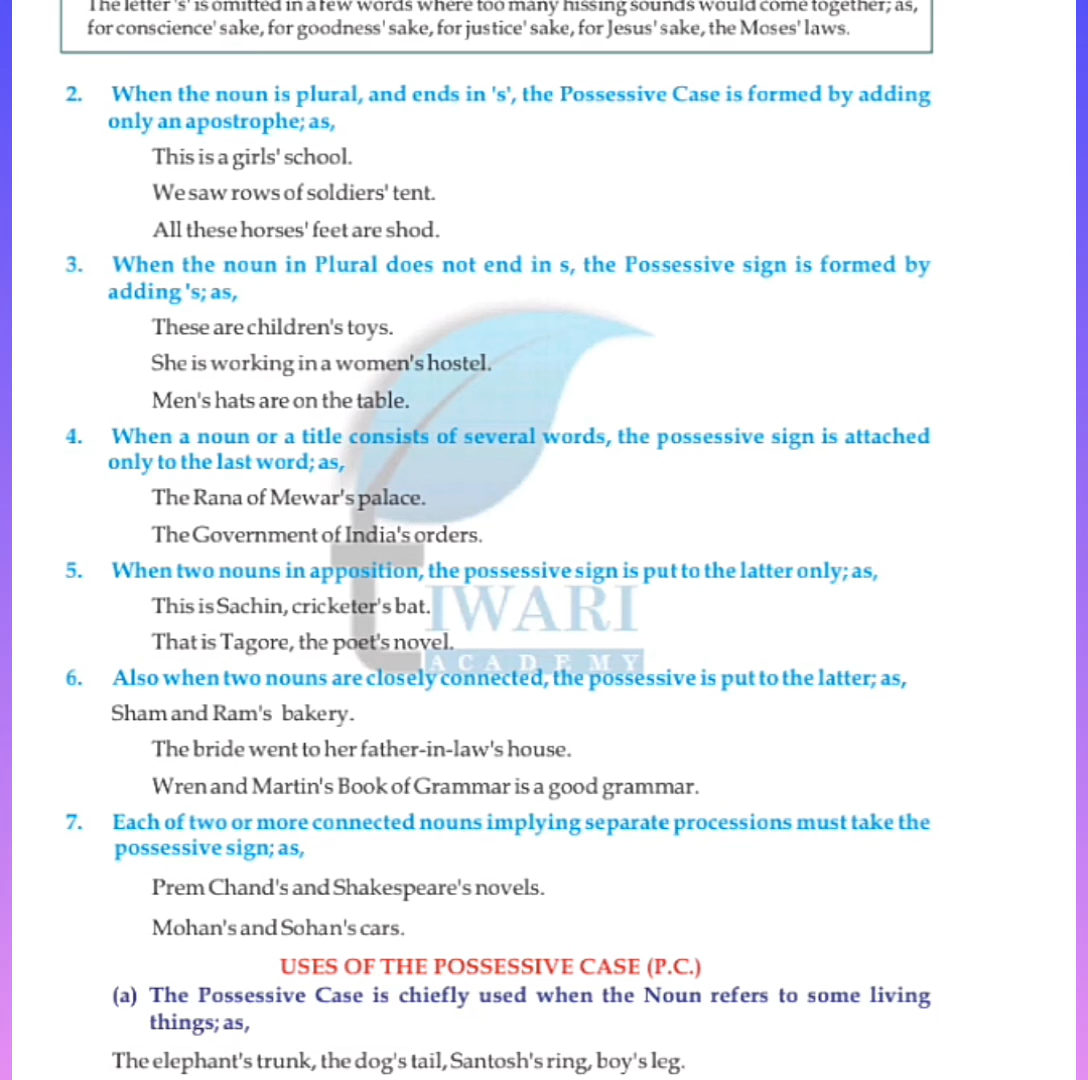 The letter 's' is omitted in a few words where too many hissing sounds would come together; as,
for conscience' sake, for goodness' sake, for justice' sake, for Jesus' sake, the Moses' laws.
2. When the noun is plural, and ends in 's', the Possessive Case is formed by adding
only an apostrophe; as,
This is a girls' school.
We saw rows of soldiers' tent.
All these horses' feet are shod.
3. When the noun in Plural does not end in s, the Possessive sign is formed by
adding 's; as,
These are children's toys.
She is working in a women's hostel.
Men's hats are on the table.
4. When a noun or a title consists of several words, the possessive sign is attached
only to the last word; as,
The Rana of Mewar's palace.
The Government of India's orders.
5. When two nouns in apposition, the possessive sign is put to the latter only; as,
This is Sachin, cricketer's bat.
That is Tagore, the poet's novel.
TIWARI
ACADEMY
6. Also when two nouns are closely connected, the possessive is put to the latter; as,
Sham and Ram's bakery.
The bride went to her father-in-law's house.
Wren and Martin's Book of Grammar is a good grammar.
7. Each of two or more connected nouns implying separate processions must take the
possessive sign; as,
Prem Chand's and Shakespeare's novels.
Mohan's and Sohan's cars.
USES OF THE POSSESSIVE CASE (P.C.)
(a) The Possessive Case is chiefly used when the Noun refers to some living
things; as,
The elephant's trunk, the dog's tail, Santosh's ring, boy's leg.